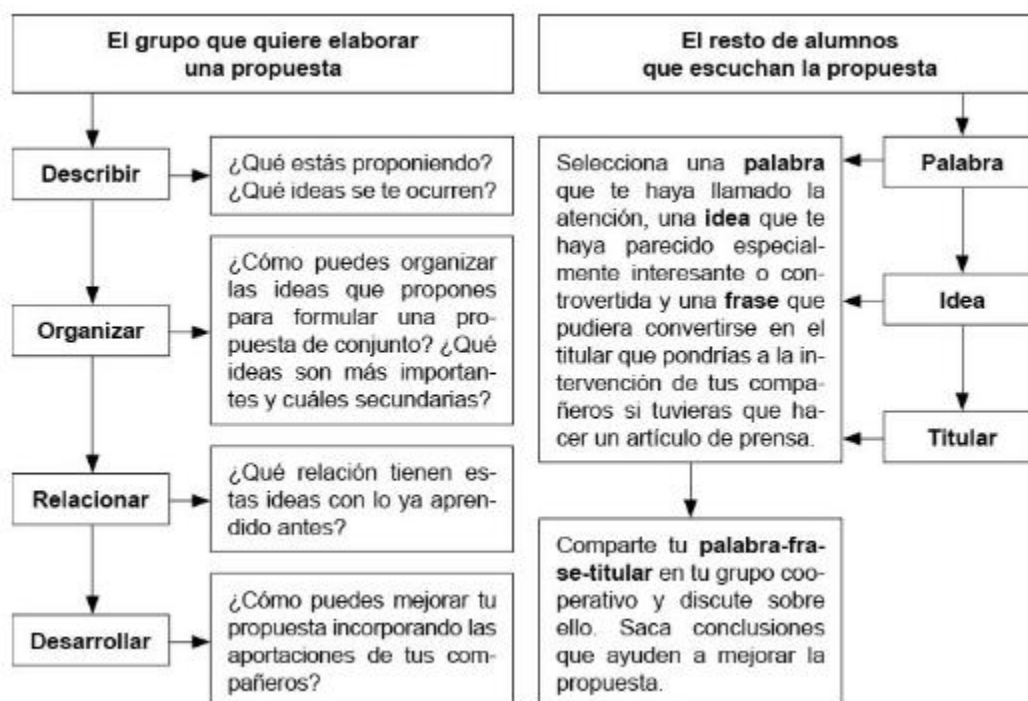 El grupo que quiere elaborar
una propuesta
Describir
¿Qué estás proponiendo?
¿Qué ideas se te ocurren?
Organizar
¿Cómo puedes organizar
las ideas que propones
para formular una pro-
puesta de conjunto? ¿Qué
ideas son más importan-
tes y cuáles secundarias?
Relacionar
¿Qué relación tienen es-
tas ideas con lo ya apren-
dido antes?
Desarrollar
¿Cómo puedes mejorar tu
propuesta incorporando las
aportaciones de tus com-
pañeros?
El resto de alumnos
que escuchan la propuesta
Palabra
Idea
Titular
Selecciona una palabra
que te haya llamado la
atención, una idea que te
haya parecido especial-
mente interesante o con-
trovertida y una frase que
pudiera convertirse en el
titular que pondrías a la in-
tervención de tus compa-
ñeros si tuvieras que ha-
cer un artículo de prensa.
Comparte tu palabra-fra-
se-titular en tu grupo coo-
perativo y discute sobre
ello. Saca conclusiones
que ayuden a mejorar la
propuesta.